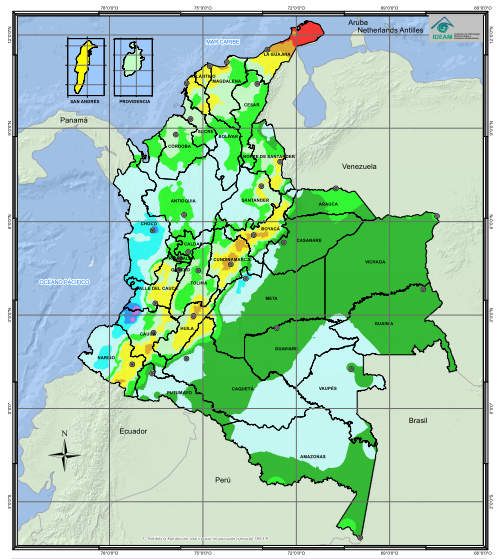 Aruba
Netherlands Antilles
IDEAM
MAR CARIBE
LA GUAJIRA
ATLÁNTICO
MAGDALENA
SAN ANDRÉS
PROVIDENCIA
CESAR
Panamá
SUCRE
BOLÍVAR
CÓRDOBA
NORTE DE SANTANDER
Venezuela
ANTIOQUIA
SANTANDER
ARAUCA
CHOCÓ
BOYACÁ
CASANARE
CALDAS
CUNDINAMARCA
VICHADA
OCÉANO PÁCIFICO
VALLE DEL CAUCA
TOLIMA
META
GUAINÍA
CAUCA
HUILA
GUAVIARE
NARIÑO
CAQUETÁ
VAUPÉS
PUTUMAYO
Brasil
Ecuador
N
AMAZONAS
Perú